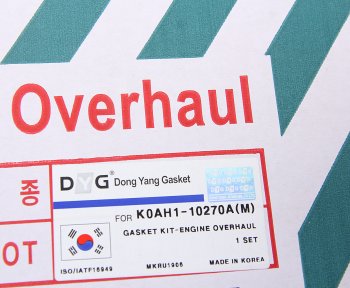 Overhaul
종
DYG® Dong Yang Gasket
FOR K0AH1-10270A(M)
GASKET KIT-ENGINE OVERHAUL
1 SET
OT
ISO/IATF16949 MKRU1906 MADE IN KOREA